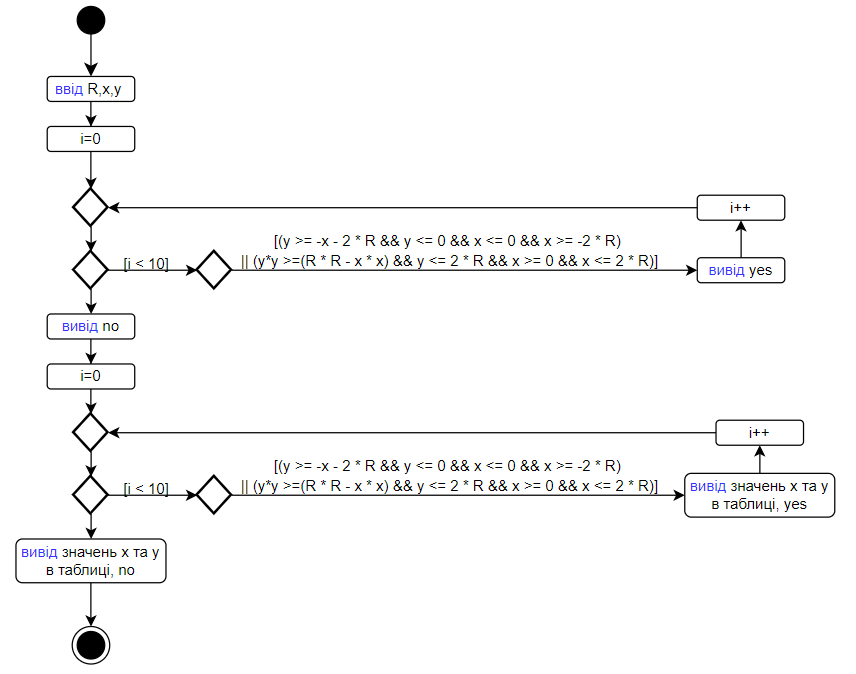 ввід R,x,y
i=0
i++
[(y >= -x - 2 * R && y <= 0 && x <= 0 && x >= -2 * R)
[i < 10]
|| (y*y >=(R * R - x * x) && y <= 2 * R && x >= 0 && x <= 2 * R)]
вивід yes
вивід no
i=0
i++
[(y >= -x - 2 * R && y <= 0 && x <= 0 && x >= -2 * R)
[i < 10]
|| (y*y >=(R * R - x * x) && y <= 2 * R && x >= 0 && x <= 2 * R)]
вивід значень x та y
в таблиці, yes
вивід значень x та y
в таблиці, no